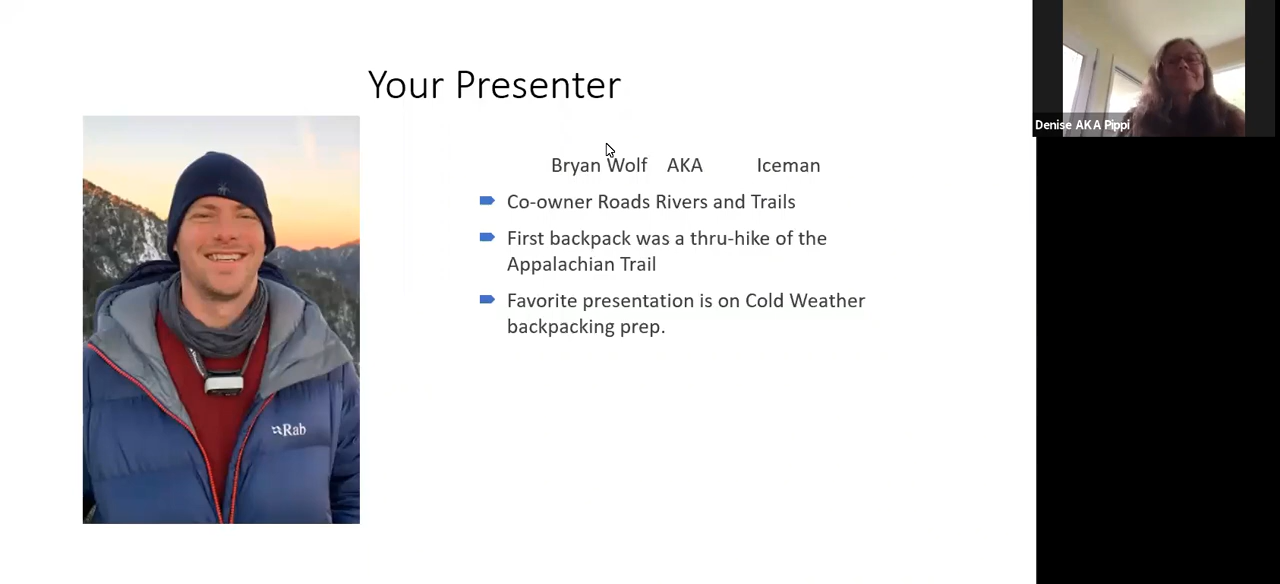 Your Presenter
Bryan Wolf AKA Iceman
Co-owner Roads Rivers and Trails
First backpack was a thru-hike of the
Appalachian Trail
Favorite presentation is on Cold Weather
backpacking prep.
Rab
Denise AKA Pippi